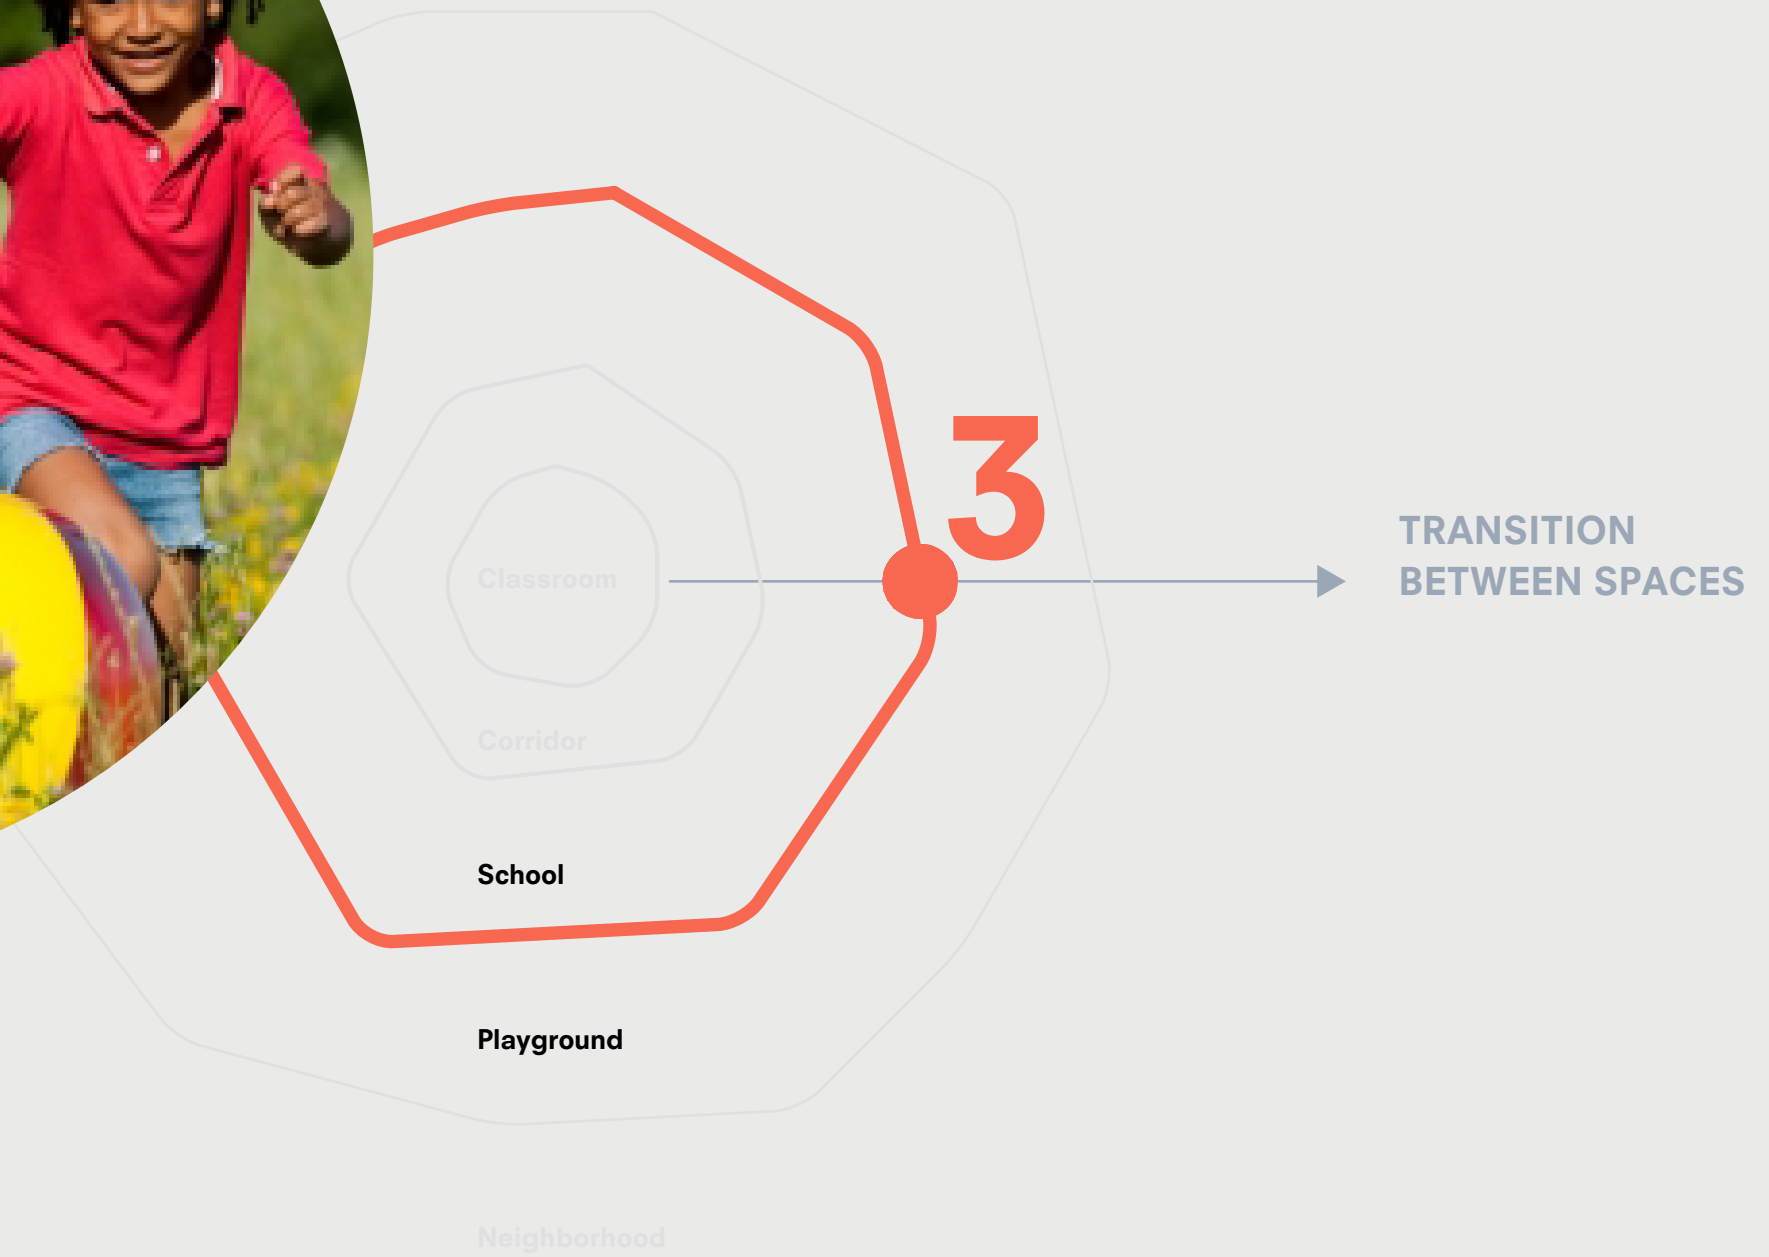 3
TRANSITION
BETWEEN SPACES
Classroom
Corridor
School
Playground
Neighborhood